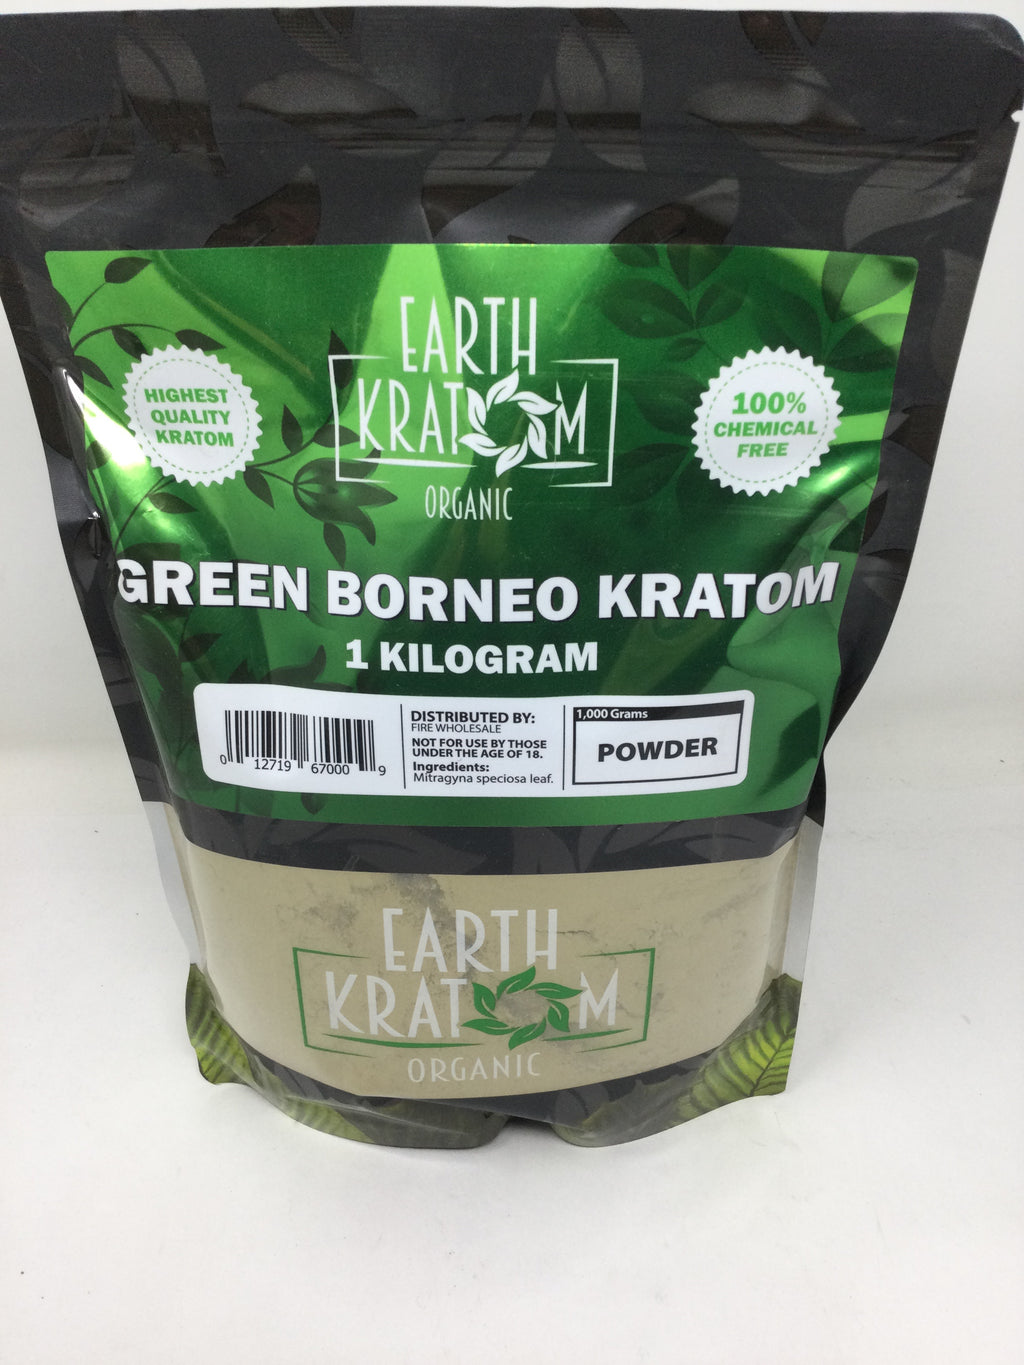 EARTH
KRATOM
ORGANIC
HIGHEST
QUALITY
KRATOM
100%
CHEMICAL
FREE
GREEN BORNEO KRATOM
1 KILOGRAM
0 12719 67000 9
DISTRIBUTED BY:
FIRE WHOLESALE
NOT FOR USE BY THOSE
UNDER THE AGE OF 18.
Ingredients:
Mitragyna speciosa leaf.
1,000 Grams
POWDER
EARTH
KRATOM
ORGANIC